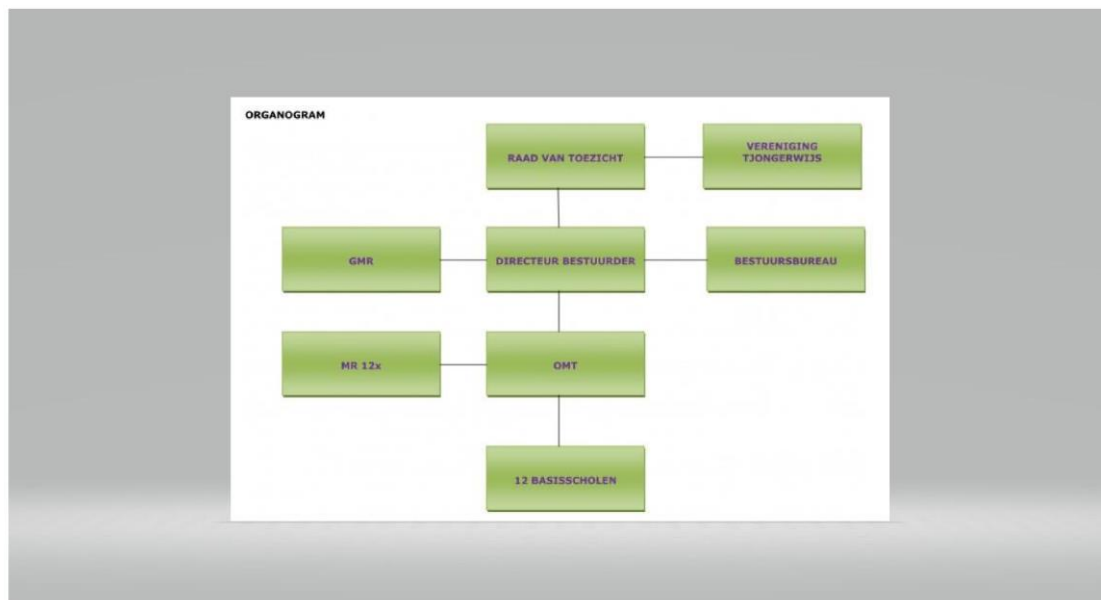 ORGANOGRAM
RAAD VAN TOEZICHT
VERENIGING
TJONGERWIJS
GMR
DIRECTEUR BESTUURDER
BESTUURSBUREAU
MR 12x
OMT
12 BASISSCHOLEN